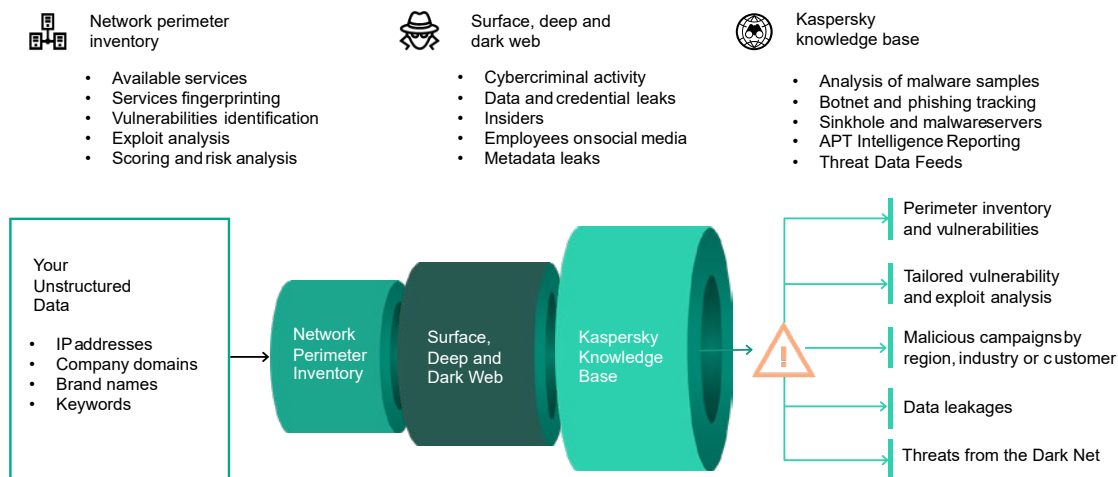 Network perimeter
inventory
• Available services
• Services fingerprinting
• Vulnerabilities identification
• Exploit analysis
• Scoring and risk analysis
Surface, deep and
dark web
• Cybercriminal activity
• Data and credential leaks
• Insiders
• Employees on social media
• Metadata leaks
Kaspersky
knowledge base
• Analysis of malware samples
• Botnet and phishing tracking
• Sinkhole and malware servers
• APT Intelligence Reporting
• Threat Data Feeds
Your
Unstructured
Data
• IP addresses
• Company domains
• Brand names
• Keywords
Network
Perimeter
Inventory
Surface,
Deep and
Dark Web
Kaspersky
Knowledge
Base
!
Perimeter inventory
and vulnerabilities
Tailored vulnerability
and exploit analysis
Malicious campaigns by
region, industry or customer
Data leakages
Threats from the Dark Net